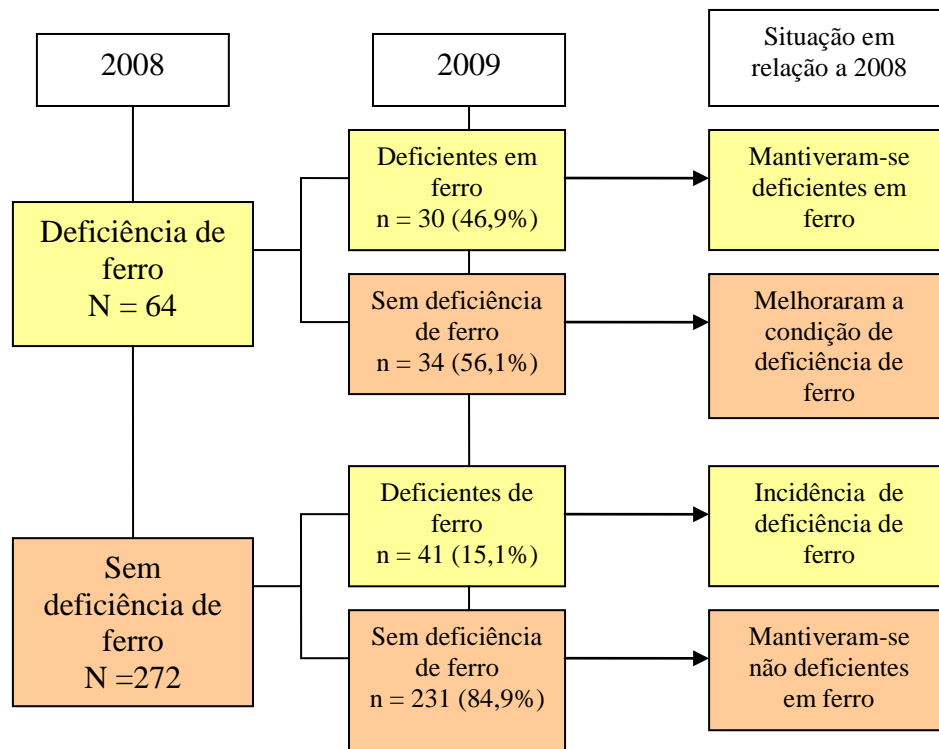 2008
2009
Situação em
relação a 2008
Deficiência de
ferro
N = 64
Deficientes em
ferro
n = 30 (46,9%)
Mantiveram-se
deficientes em
ferro
Sem deficiência
de ferro
n = 34 (56,1%)
Melhoraram a
condição de
deficiência de
ferro
Sem
deficiência de
ferro
N =272
Deficientes de
ferro
n = 41 (15,1%)
Incidência de
deficiência de
ferro
Sem deficiência
de ferro
n = 231 (84,9%)
Mantiveram-se
não deficientes
em ferro